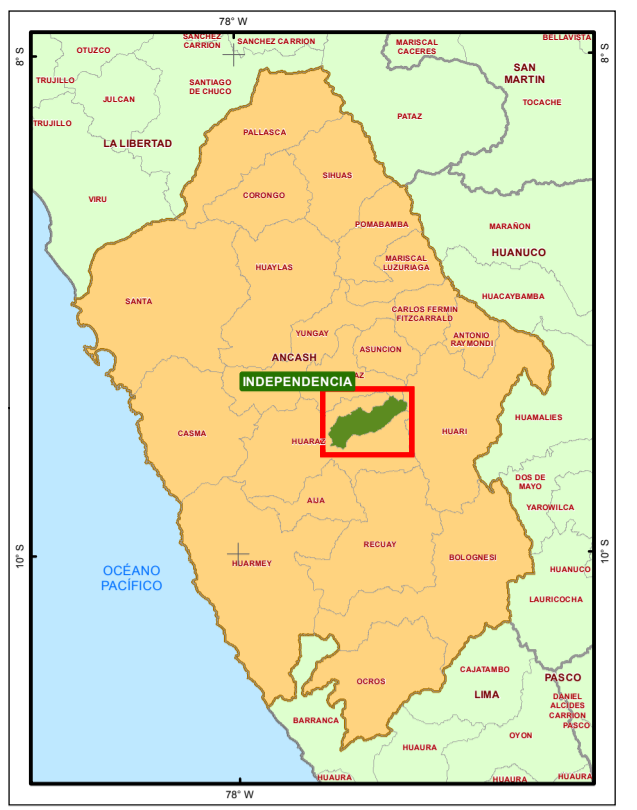 78° W
SANCHEZ
CARRION
SANCHEZ CARRION
MARISCAL
CACERES
BELLAVISTA
OTUZCO
8° S
8° S
SAN
MARTIN
TRUJILLO
SANTIAGO
DE CHUCO
JULCAN
TOCACHE
PATAZ
TRUJILLO
PALLASCA
LA LIBERTAD
SIHUAS
CORONGO
VIRU
POMABAMBA
MARAÑON
HUANUCO
MARISCAL
LUZURIAGA
HUAYLAS
SANTA
HUACAYBAMBA
CARLOS FERMIN
FITZCARRALD
YUNGAY
ANTONIO
RAYMONDI
ASUNCION
ANCASH
AZ
INDEPENDENCIA
HUAMALIES
CASMA
HUARI
HUARAZ
DOS DE
MAYO
AIJA
YAROWILCA
RECUAY
10° S
10° S
BOLOGNESI
HUARMEY
OCÉANO
PACÍFICO
HUANUCO
LAURICOCHA
CAJATAMBO
PASCO
OCROS
LIMA
DANIEL
ALCIDES
CARRION
PASCO
BARRANCA
OYON
HUAURA
HUAURA
HUAURA
HUAURA
78° W